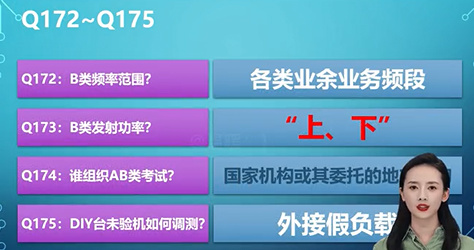 Q172~Q175
Q172：B类频率范围？
各类业余业务频段
Q173：B类发射功率？
“上、下”
Q174：谁组织AB类考试？
国家机构或其委托的地
Q175：DIY台未验机如何调测？
外接假负载